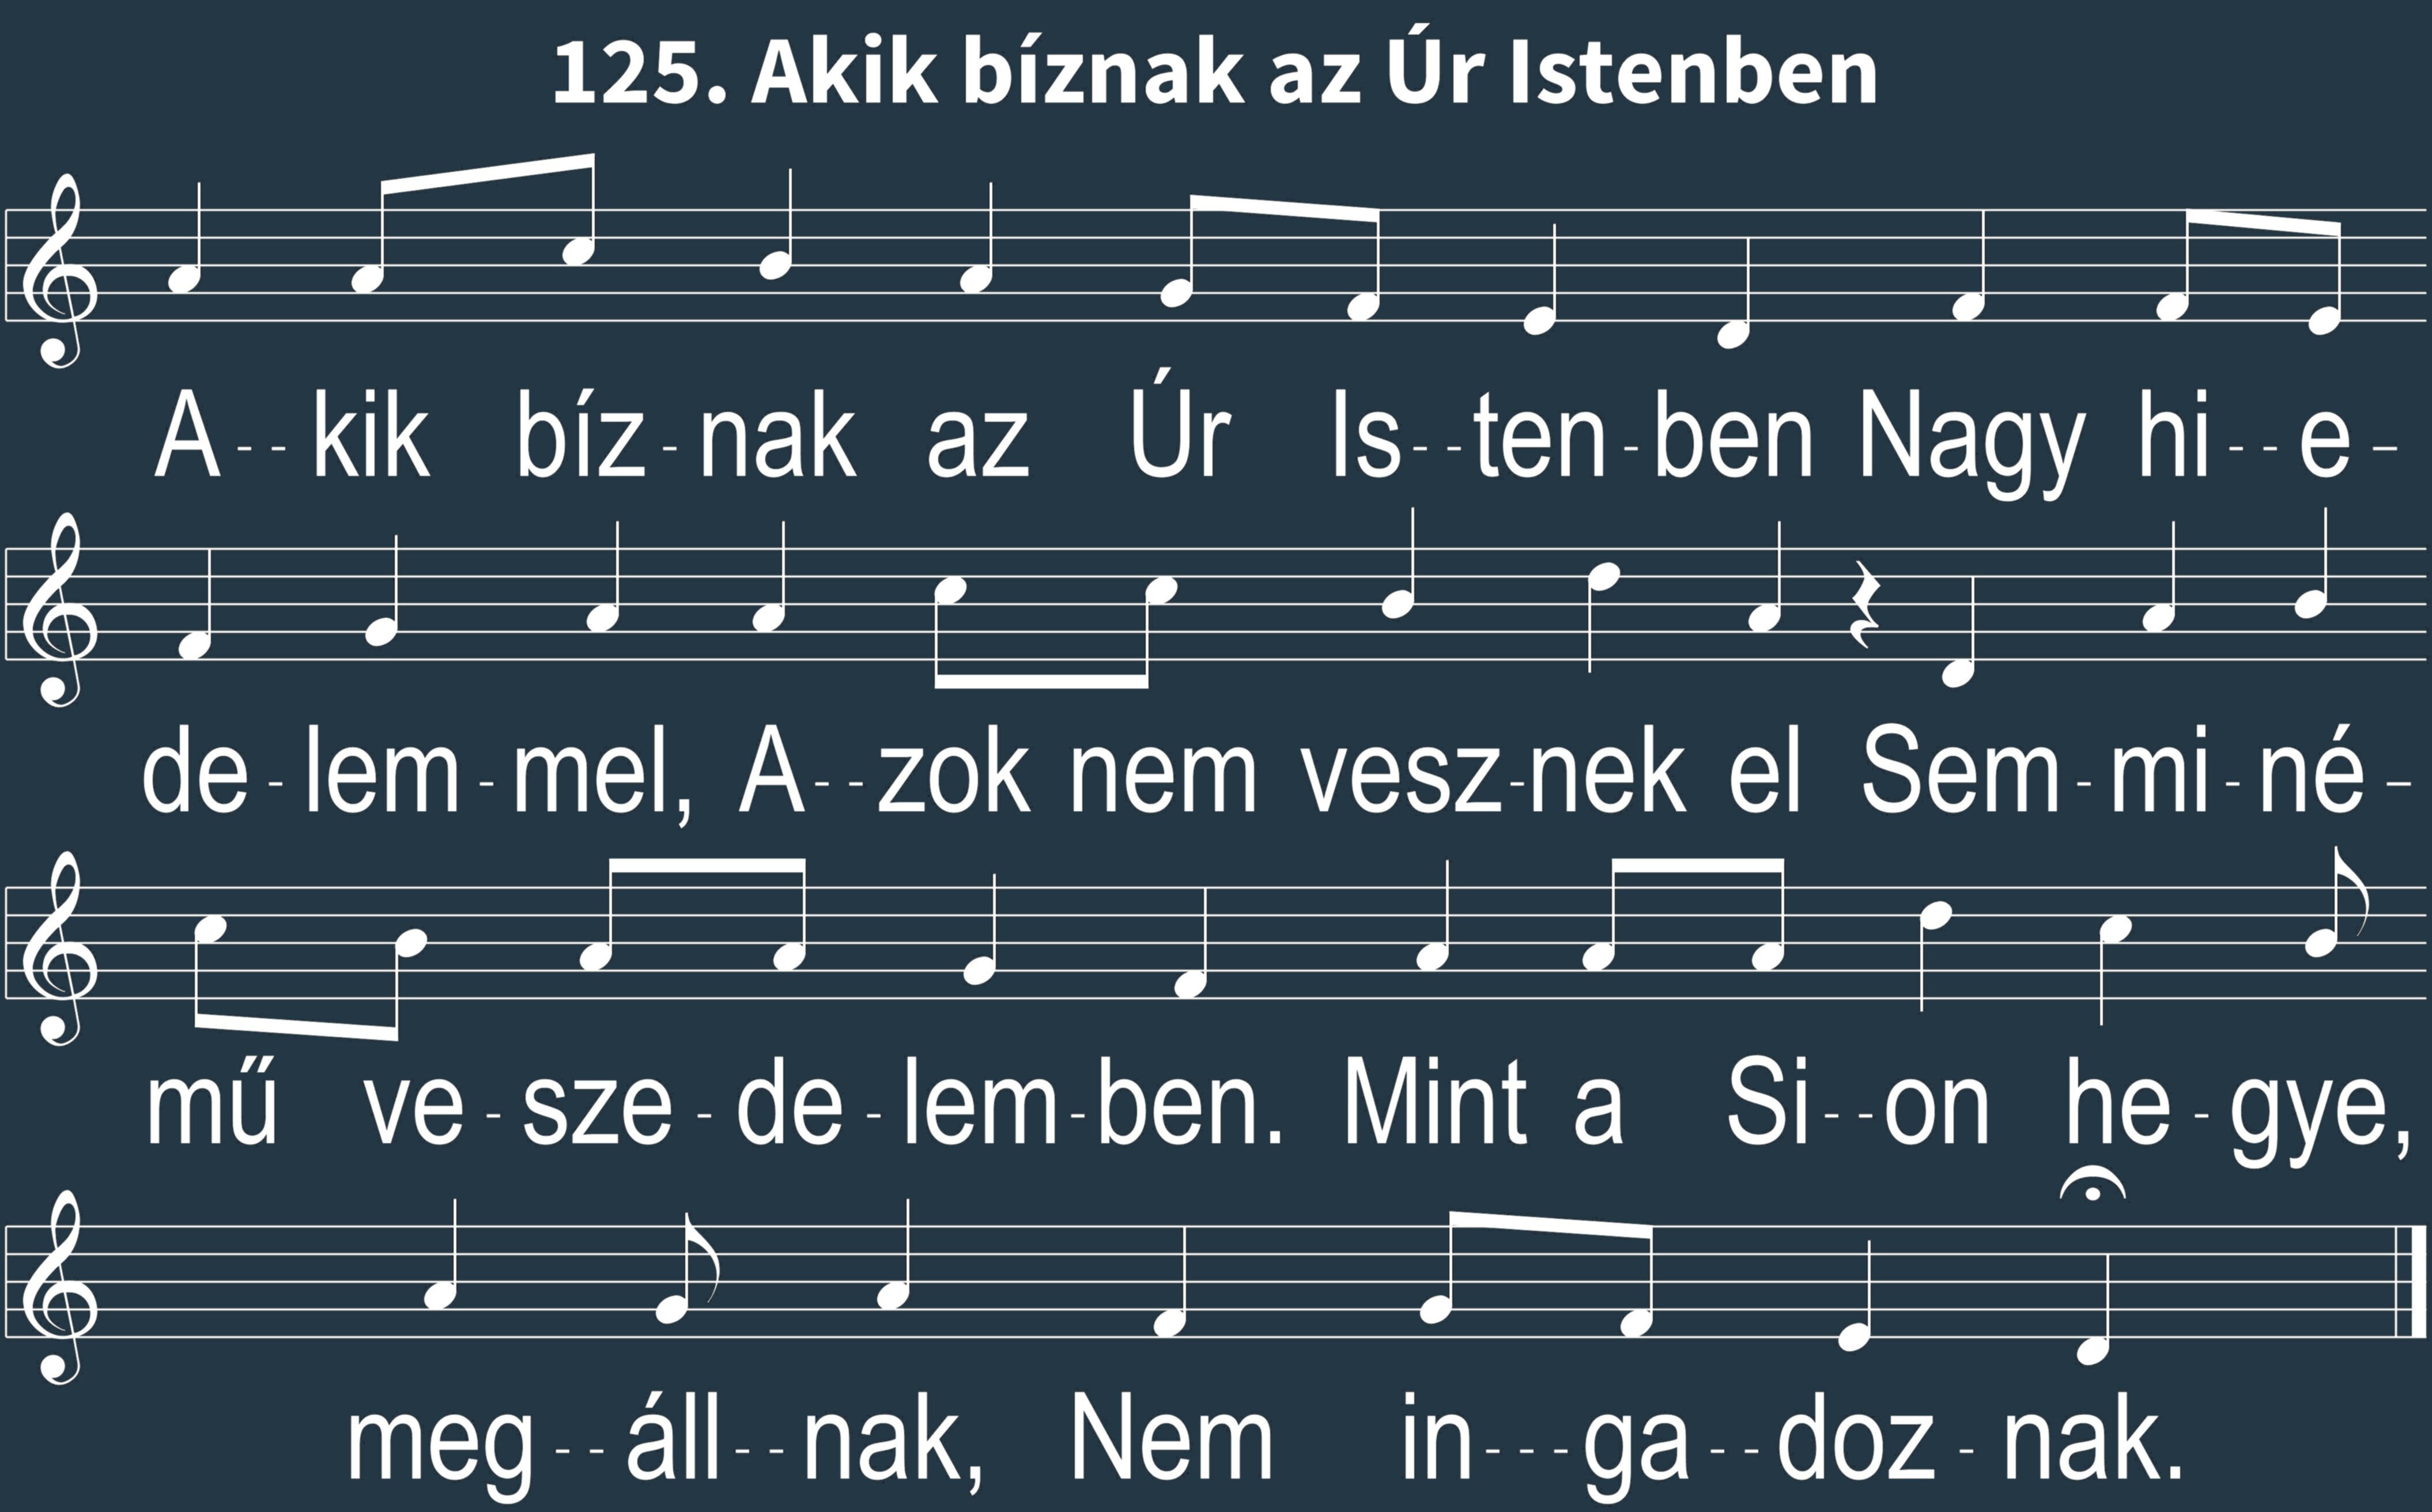 125. Akik bíznak az Úr Istenben
A--kik bíz-nak az Úr Is--ten-ben Nagy hi--e-
de-lem-mel, A--zok nem vesz-nek el Sem-mi-né-
mű ve-sze-de-lem-ben. Mint a Si--on he-gye,
meg--áll--nak, Nem in---ga--doz-nak.